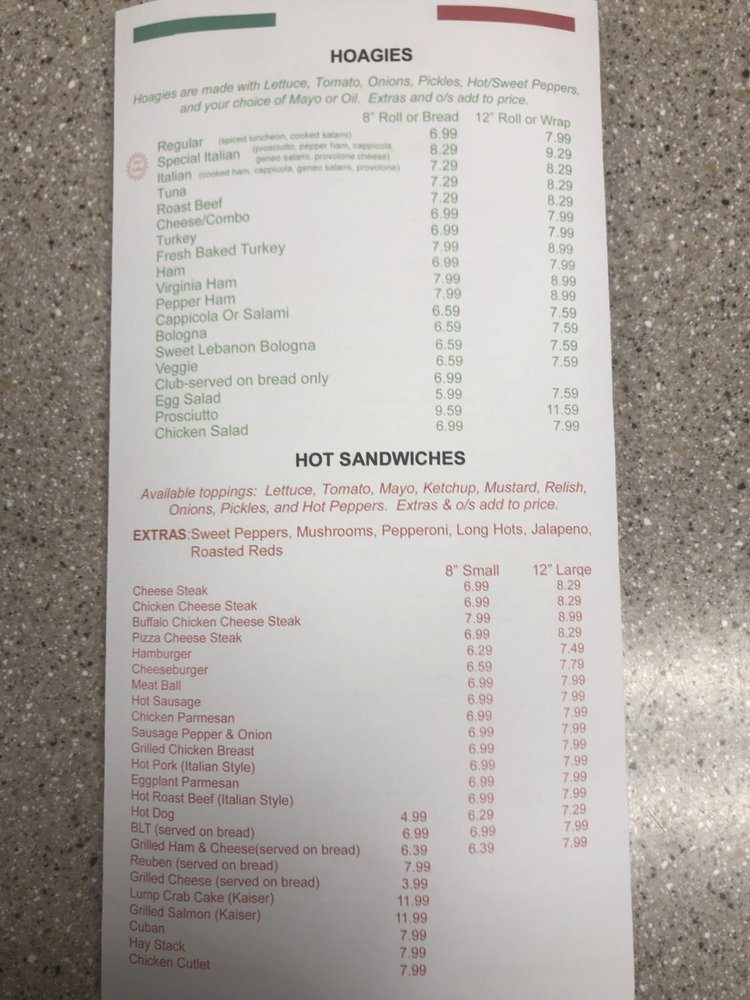 HOAGIES
Hoagies are made with Lettuce, Tomato, Onions, Pickles, Hot/Sweet Peppers,
and your choice of Mayo or Oil. Extras and o/s add to price.
8" Roll or Bread 12" Roll or Wrap
Regular (spiced luncheon, cooked salami) 6.99 7.99
Special Italian (prosciutto, pepper ham, cappicola, geneo salami, provolone cheese) 8.29 9.29
Italian (cooked ham, cappicola, geneo salami, provolone) 7.29 8.29
Tuna 7.29 8.29
Roast Beef 7.29 8.29
Cheese/Combo 6.99 7.99
Turkey 6.99 7.99
Fresh Baked Turkey 7.99 8.99
Ham 6.99 7.99
Virginia Ham 7.99 8.99
Pepper Ham 7.99 8.99
Cappicola Or Salami 6.59 7.59
Bologna 6.59 7.59
Sweet Lebanon Bologna 6.59 7.59
Veggie 6.59 7.59
Club-served on bread only 6.99
Egg Salad 5.99 7.59
Prosciutto 9.59 11.59
Chicken Salad 6.99 7.99
HOT SANDWICHES
Available toppings: Lettuce, Tomato, Mayo, Ketchup, Mustard, Relish,
Onions, Pickles, and Hot Peppers. Extras & o/s add to price.
EXTRAS:Sweet Peppers, Mushrooms, Pepperoni, Long Hots, Jalapeno,
Roasted Reds
8" Small 12" Large
Cheese Steak 6.99 8.29
Chicken Cheese Steak 6.99 8.29
Buffalo Chicken Cheese Steak 7.99 8.99
Pizza Cheese Steak 6.99 8.29
Hamburger 6.29 7.49
Cheeseburger 6.59 7.79
Meat Ball 6.99 7.99
Hot Sausage 6.99 7.99
Chicken Parmesan 6.99 7.99
Sausage Pepper & Onion 6.99 7.99
Grilled Chicken Breast 6.99 7.99
Hot Pork (Italian Style) 6.99 7.99
Eggplant Parmesan 6.99 7.99
Hot Roast Beef (Italian Style) 6.99 7.99
Hot Dog 4.99 6.29 7.29
BLT (served on bread) 6.99 6.99 7.99
Grilled Ham & Cheese(served on bread) 6.39 6.39 7.99
Reuben (served on bread) 7.99
Grilled Cheese (served on bread) 3.99
Lump Crab Cake (Kaiser) 11.99
Grilled Salmon (Kaiser) 11.99
Cuban 7.99
Hay Stack 7.99
Chicken Cutlet 7.99